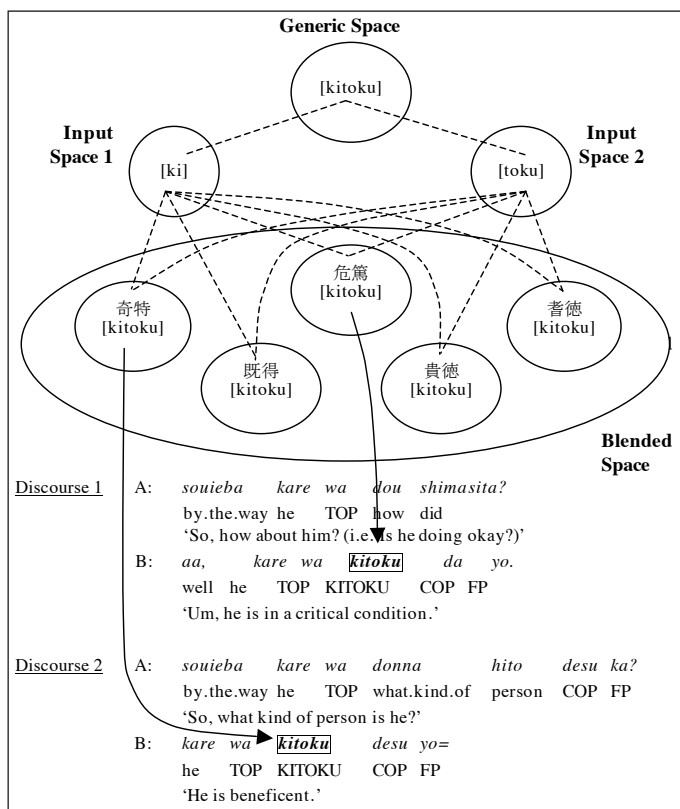 Generic Space
[kitoku]
Input
Space 1
Input
Space 2
[ki]
[toku]
危篤
[kitoku]
奇特
[kitoku]
耆徳
[kitoku]
既得
[kitoku]
貴徳
[kitoku]
Blended
Space
Discourse 1 A: souieba kare wa dou shimasita?
by.the.way he TOP how did
‘So, how about him? (i.e. is he doing okay?)’
B: aa, kare wa kitoku da yo.
well he TOP KITOKU COP FP
‘Um, he is in a critical condition.’
Discourse 2 A: souieba kare wa donna hito desu ka?
by.the.way he TOP what.kind.of person COP FP
‘So, what kind of person is he?’
B: kare wa kitoku desu yo=
he TOP KITOKU COP FP
‘He is beneficent.’